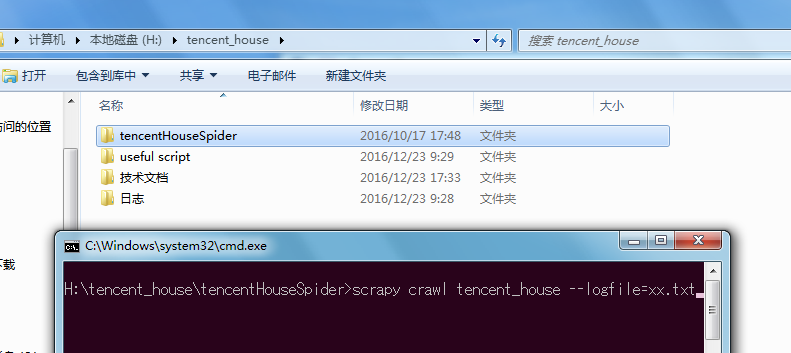 计算机 本地磁盘 (H:) tencent_house 搜索 tencent_house
打开 包含到库中 共享 电子邮件 新建文件夹
名称 修改日期 类型 大小
访问的位置
tencentHouseSpider 2016/10/17 17:48 文件夹
useful script 2016/12/23 9:29 文件夹
技术文档 2016/12/23 17:33 文件夹
日志 2016/12/23 9:28 文件夹
C:\Windows\system32\cmd.exe
下载
H:\tencent_house\tencentHouseSpider>scrapy crawl tencent_house --logfile=xx.txt